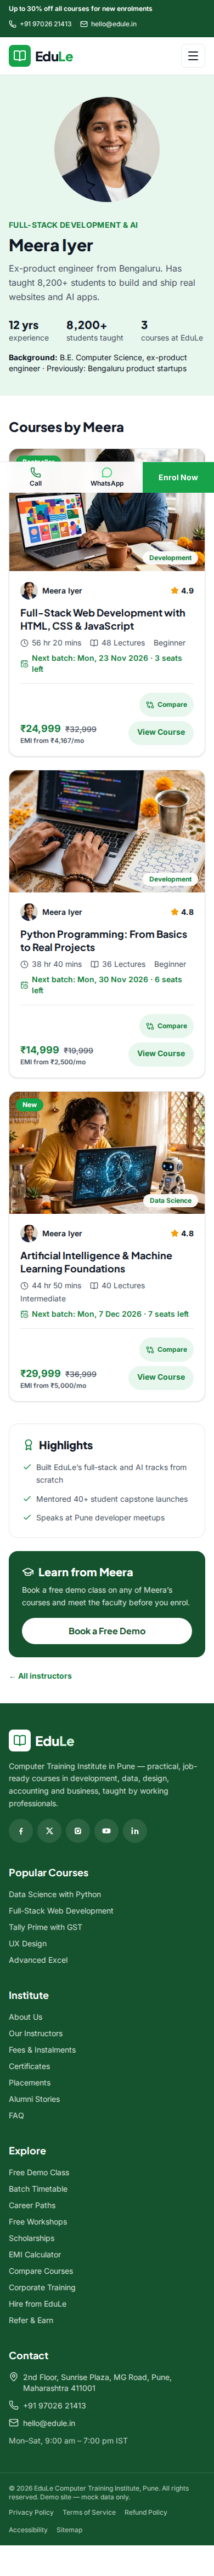 Up to 30% off all courses for new enrolments
+91 97026 21413 hello@edule.in
EduLe
FULL-STACK DEVELOPMENT & AI
Meera Iyer
Ex-product engineer from Bengaluru. Has
taught 8,200+ students to build and ship real
websites and AI apps.
12 yrs 8,200+ 3
experience students taught courses at EduLe
Background: B.E. Computer Science, ex-product
engineer · Previously: Bengaluru product startups
Courses by Meera
Call WhatsApp Enrol Now
Development
Meera Iyer 4.9
Full-Stack Web Development with
HTML, CSS & JavaScript
56 hr 20 mins 48 Lectures Beginner
Next batch: Mon, 23 Nov 2026 · 3 seats
left
Compare
₹24,999 ₹32,999 View Course
EMI from ₹4,167/mo
Development
Meera Iyer 4.8
Python Programming: From Basics
to Real Projects
38 hr 40 mins 36 Lectures Beginner
Next batch: Mon, 30 Nov 2026 · 6 seats
left
Compare
₹14,999 ₹19,999 View Course
EMI from ₹2,500/mo
New
Data Science
Meera Iyer 4.8
Artificial Intelligence & Machine
Learning Foundations
44 hr 50 mins 40 Lectures
Intermediate
Next batch: Mon, 7 Dec 2026 · 7 seats left
Compare
₹29,999 ₹36,999 View Course
EMI from ₹5,000/mo
Highlights
Built EduLe's full-stack and AI tracks from
scratch
Mentored 40+ student capstone launches
Speaks at Pune developer meetups
Learn from Meera
Book a free demo class on any of Meera's
courses and meet the faculty before you enrol.
Book a Free Demo
← All instructors
EduLe
Computer Training Institute in Pune — practical, job-
ready courses in development, data, design,
accounting and business, taught by working
professionals.
Popular Courses
Data Science with Python
Full-Stack Web Development
Tally Prime with GST
UX Design
Advanced Excel
Institute
About Us
Our Instructors
Fees & Instalments
Certificates
Placements
Alumni Stories
FAQ
Explore
Free Demo Class
Batch Timetable
Career Paths
Free Workshops
Scholarships
EMI Calculator
Compare Courses
Corporate Training
Hire from EduLe
Refer & Earn
Contact
2nd Floor, Sunrise Plaza, MG Road, Pune,
Maharashtra 411001
+91 97026 21413
hello@edule.in
Mon–Sat, 9:00 am – 7:00 pm IST
© 2026 EduLe Computer Training Institute, Pune. All rights
reserved. Demo site — mock data only.
Privacy Policy Terms of Service Refund Policy
Accessibility Sitemap